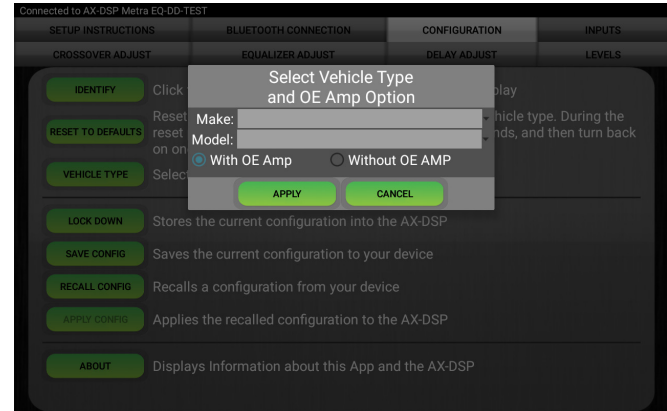 Connected to AX-DSP Metra EQ-DD-TEST
SETUP INSTRUCTIONS BLUETOOTH CONNECTION CONFIGURATION INPUTS
CROSSOVER ADJUST EQUALIZER ADJUST DELAY ADJUST LEVELS
Select Vehicle Type
and OE Amp Option
IDENTIFY Click play
Make:
Reset hicle type. During the
RESET TO DEFAULTS reset nds, and then turn back
Model:
on on
With OE Amp Without OE AMP
VEHICLE TYPE Selec
APPLY CANCEL
LOCK DOWN Stores the current configuration into the AX-DSP
SAVE CONFIG Saves the current configuration to your device
RECALL CONFIG Recalls a configuration from your device
APPLY CONFIG Applies the recalled configuration to the AX-DSP
ABOUT Displays Information about this App and the AX-DSP